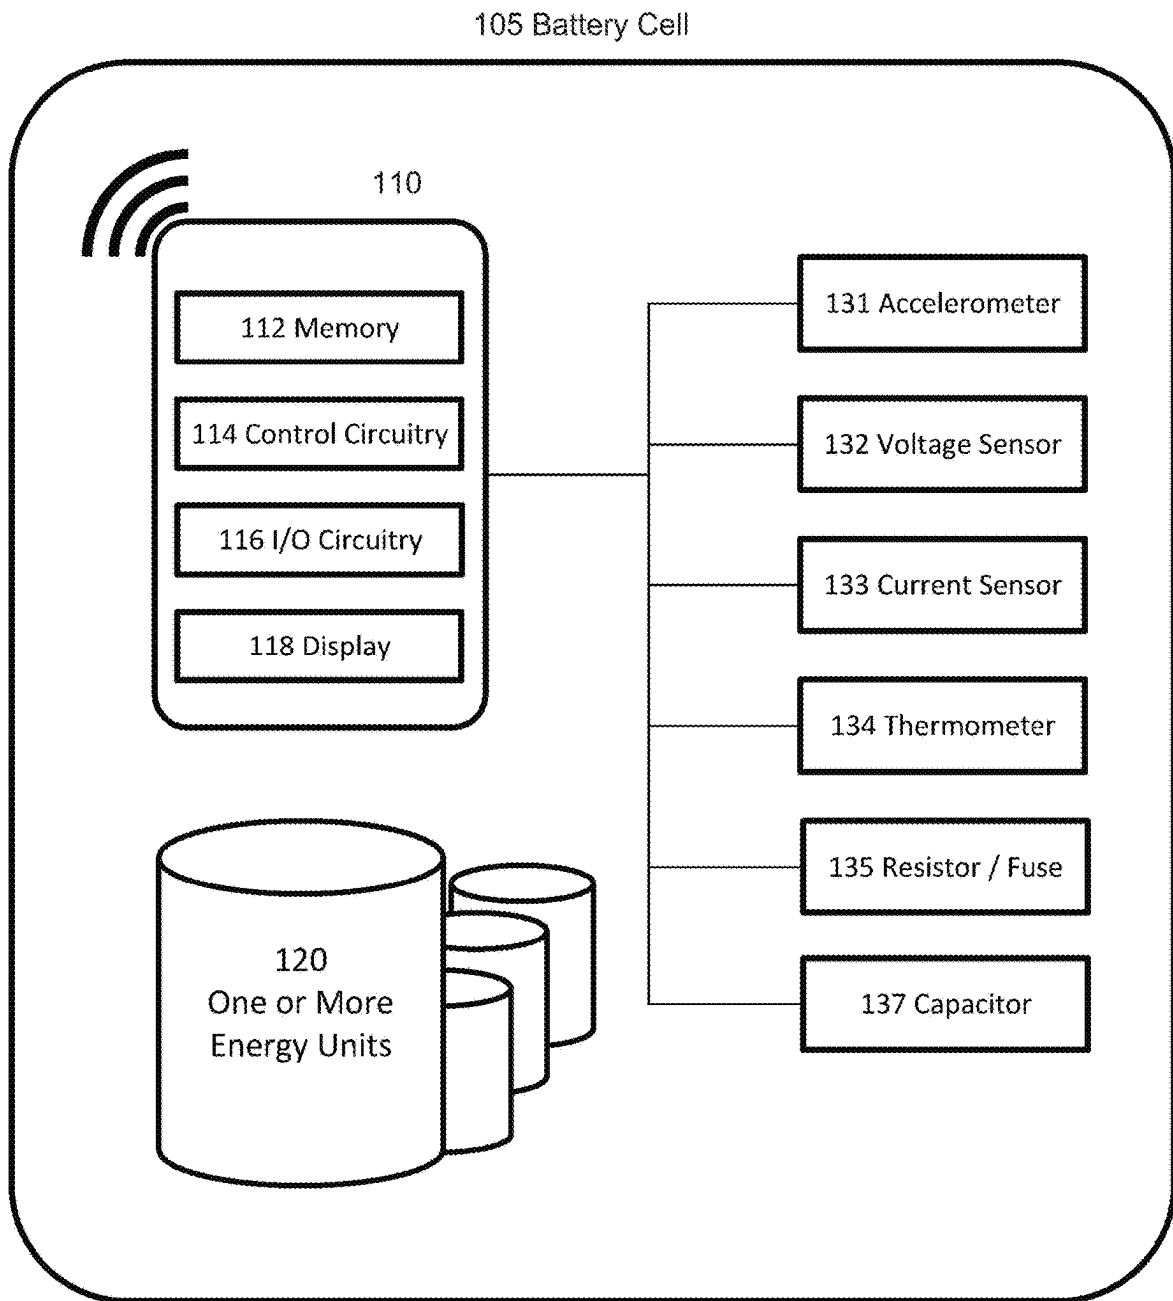 105 Battery Cell
110
112 Memory
114 Control Circuitry
116 I/O Circuitry
118 Display
131 Accelerometer
132 Voltage Sensor
133 Current Sensor
134 Thermometer
135 Resistor / Fuse
137 Capacitor
120
One or More
Energy Units